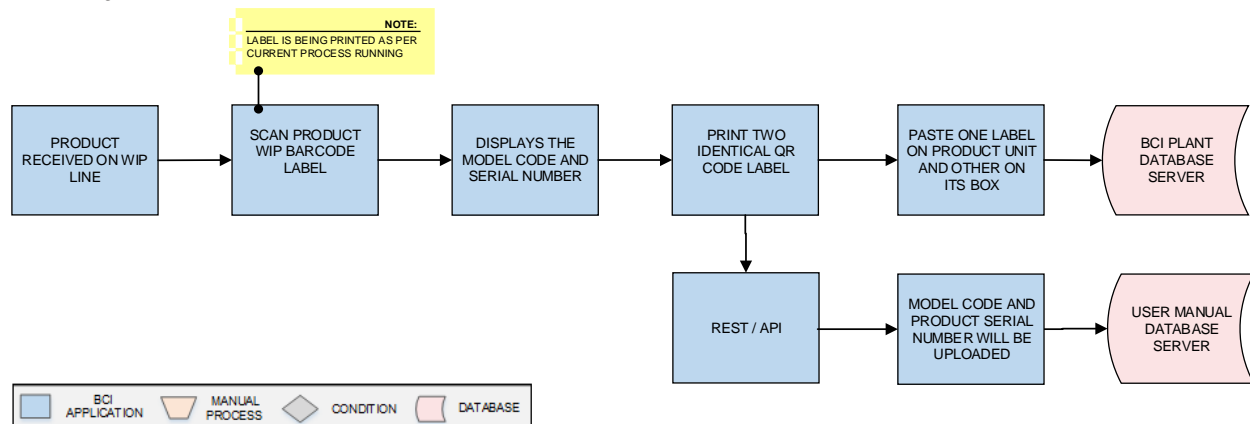 NOTE:
LABEL IS BEING PRINTED AS PER
CURRENT PROCESS RUNNING
PRODUCT
RECEIVED ON WIP
LINE
SCAN PRODUCT
WIP BARCODE
LABEL
DISPLAYS THE
MODEL CODE AND
SERIAL NUMBER
PRINT TWO
IDENTICAL QR
CODE LABEL
PASTE ONE LABEL
ON PRODUCT UNIT
AND OTHER ON
ITS BOX
BCI PLANT
DATABASE
SERVER
REST / API
MODEL CODE AND
PRODUCT SERIAL
NUMBER WILL BE
UPLOADED
USER MANUAL
DATABASE
SERVER
BCI
APPLICATION
MANUAL
PROCESS
CONDITION
DATABASE